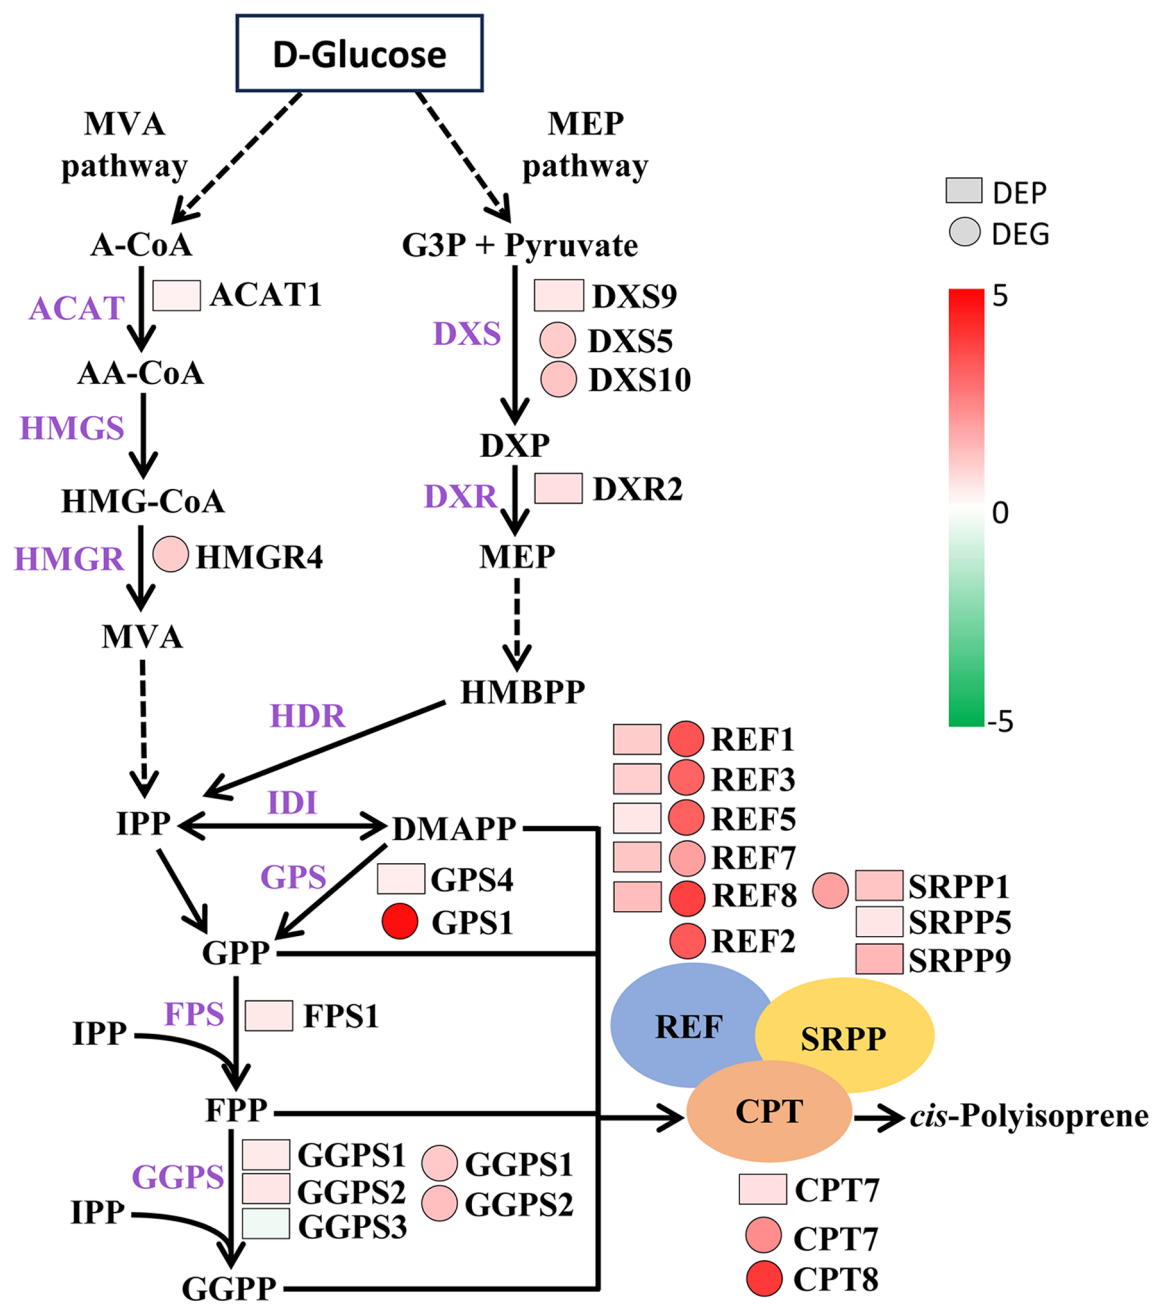 D-Glucose
MVA
pathway
MEP
pathway
DEP
DEG
A-CoA
G3P + Pyruvate
ACAT
ACAT1
DXS
DXS9
DXS5
DXS10
5
0
-5
AA-CoA
HMGS
HMG-CoA
DXP
DXR
DXR2
HMGR
HMGR4
MEP
MVA
HMBPP
HDR
IPP
IDI
DMAPP
GPS
GPS4
GPS1
GPP
REF1
REF3
REF5
REF7
REF8
REF2
SRPP1
SRPP5
SRPP9
FPS
FPS1
IPP
FPP
REF
SRPP
CPT
cis-Polyisoprene
GGPS
GGPS1
GGPS2
GGPS3
GGPS1
GGPS2
IPP
GGPP
CPT7
CPT7
CPT8